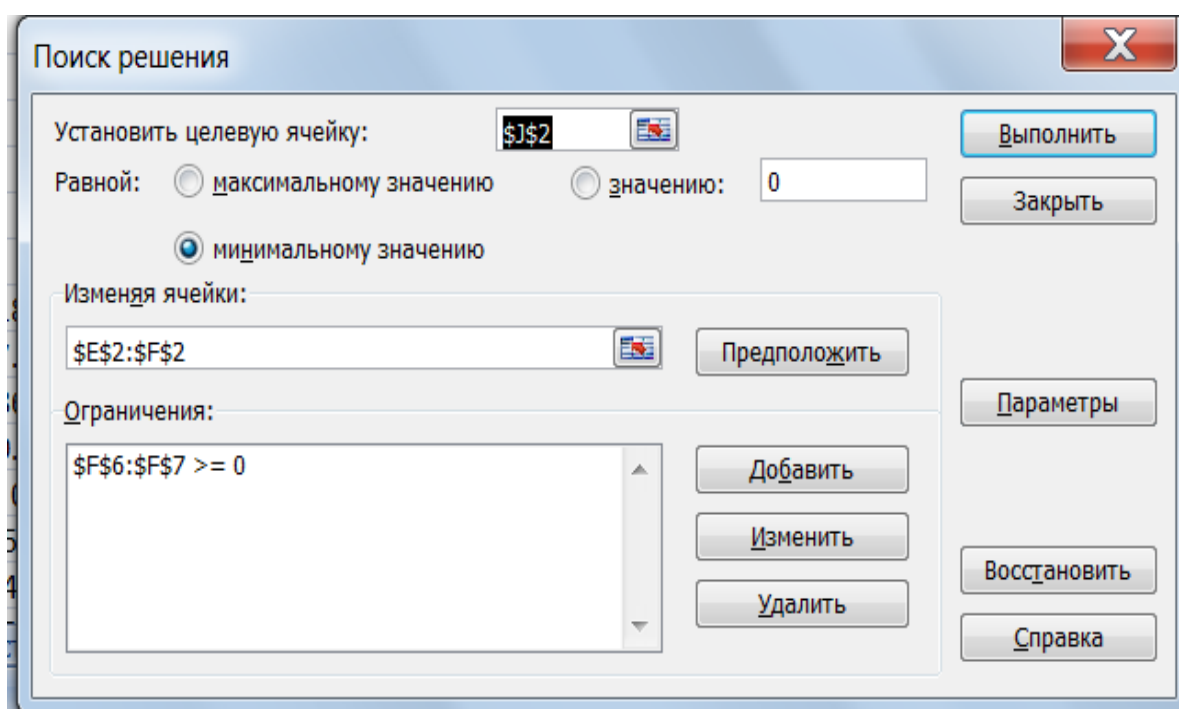 Поиск решения
Установить целевую ячейку: $J$2
Выполнить
Равной: максимальному значению значению: 0
Закрыть
минимальному значению
Изменяя ячейки:
$E$2:$F$2
Предположить
Параметры
Ограничения:
$F$6:$F$7 >= 0
Добавить
Изменить
Восстановить
Удалить
Справка